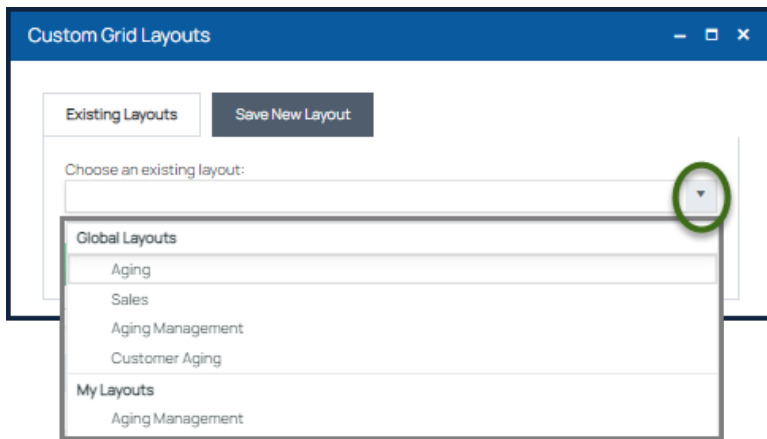 Custom Grid Layouts
Existing Layouts
Save New Layout
Choose an existing layout:
Global Layouts
Aging
Sales
Aging Management
Customer Aging
My Layouts
Aging Management